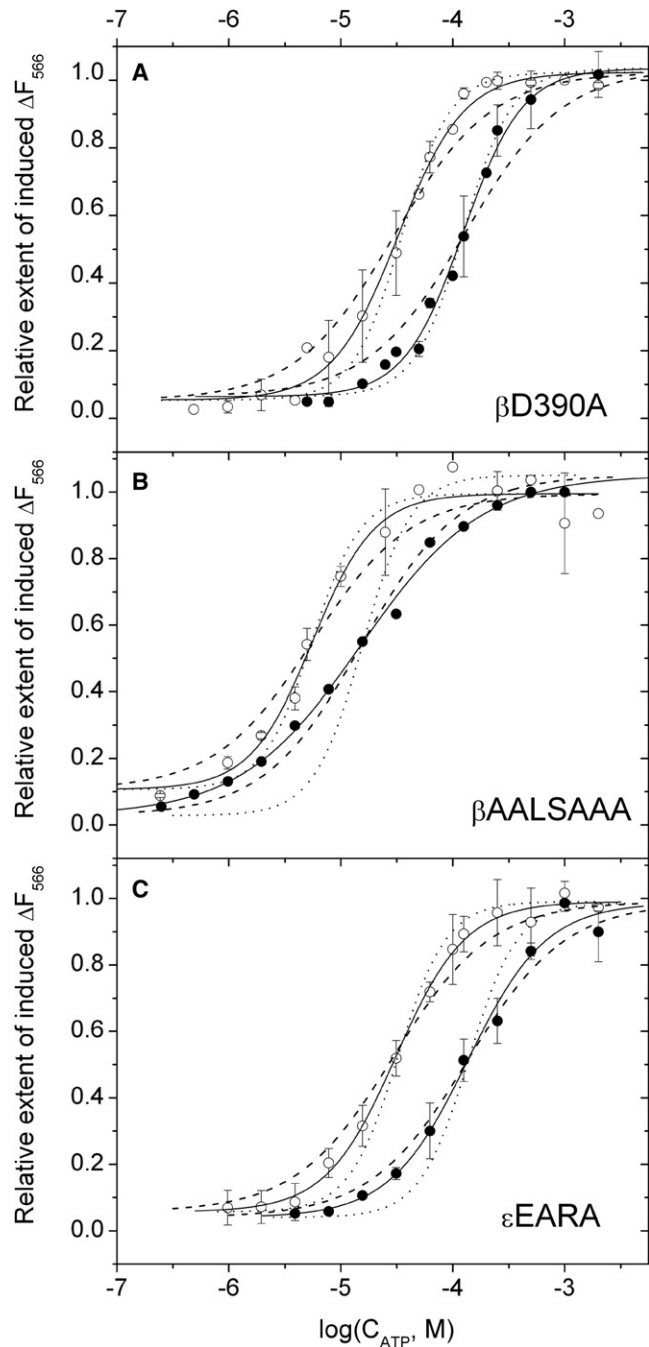 -7 -6 -5 -4 -3
A
1.0
0.8
0.6
0.4
0.2
0.0
Relative extent of induced ΔF566
βD390A
B
1.0
0.8
0.6
0.4
0.2
0.0
Relative extent of induced ΔF566
βAALSAAA
C
1.0
0.8
0.6
0.4
0.2
0.0
Relative extent of induced ΔF566
εEARA
-7 -6 -5 -4 -3
log(CATP, M)